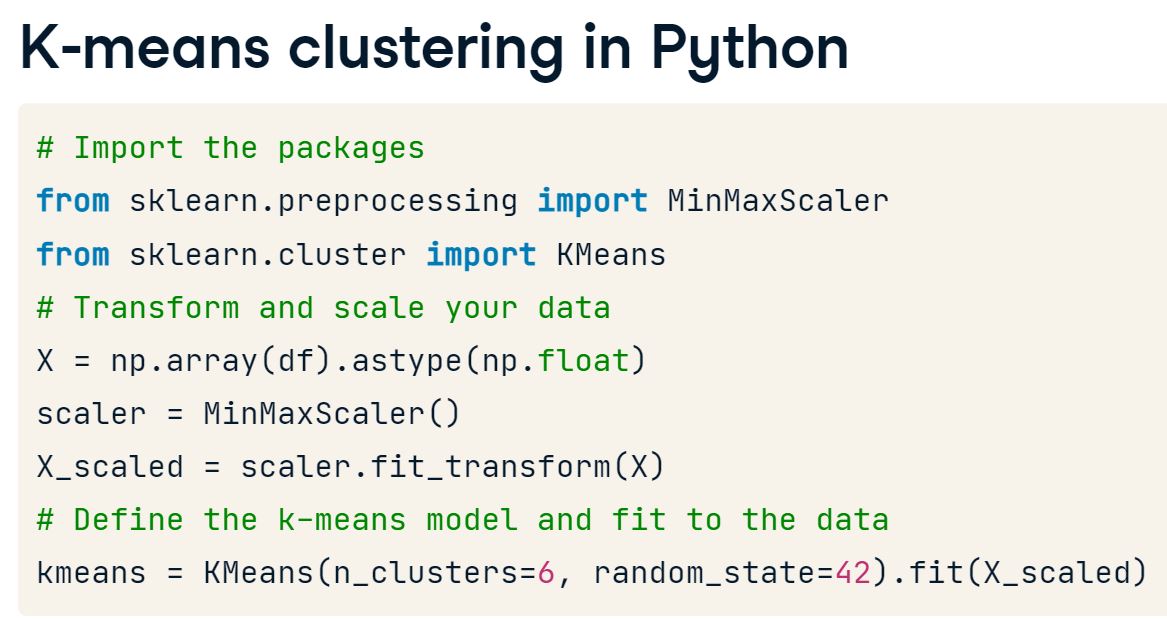 K-means clustering in Python
# Import the packages
from sklearn.preprocessing import MinMaxScaler
from sklearn.cluster import KMeans
# Transform and scale your data
X = np.array(df).astype(np.float)
scaler = MinMaxScaler()
X_scaled = scaler.fit_transform(X)
# Define the k-means model and fit to the data
kmeans = KMeans(n_clusters=6, random_state=42).fit(X_scaled)